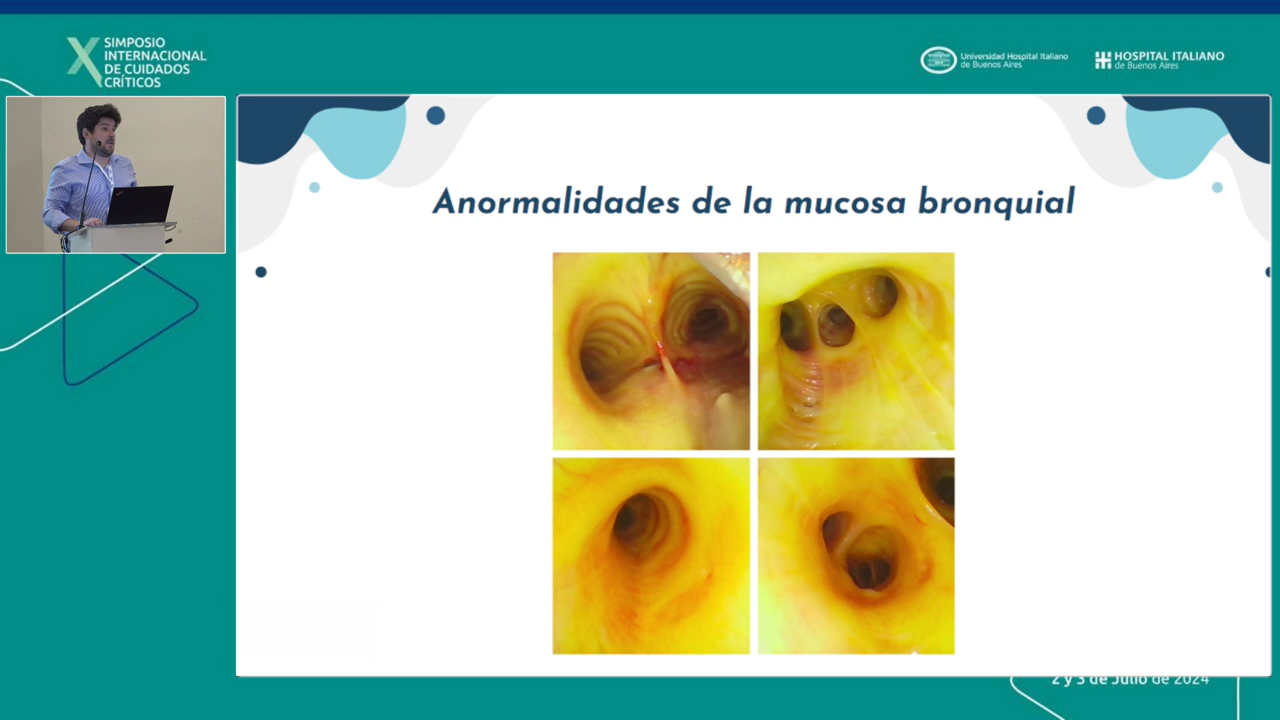 SIMPOSIO
INTERNACIONAL
DE CUIDADOS
CRÍTICOS
Universidad Hospital Italiano
de Buenos Aires
HOSPITAL ITALIANO
de Buenos Aires
Anormalidades de la mucosa bronquial
2 y 3 de Julio de 2024